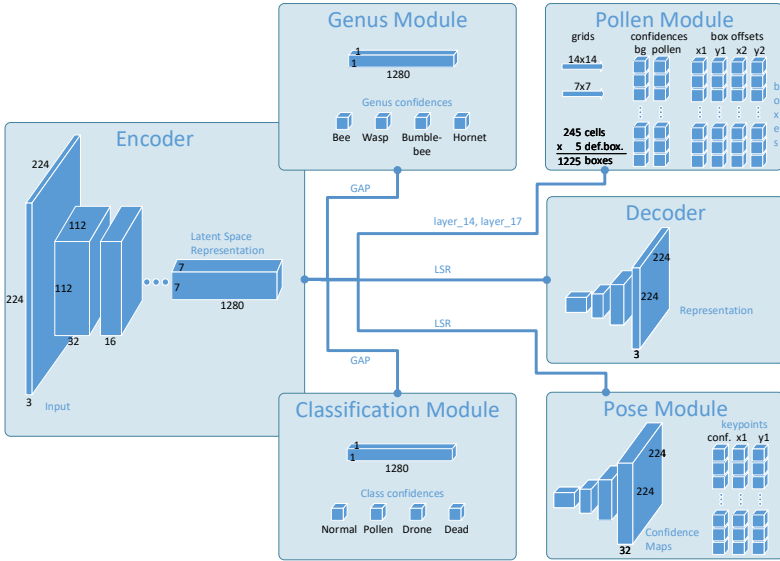 Genus Module
1
1
1280
Genus confidences
Bee Wasp Bumble-
bee Hornet
Pollen Module
grids confidences box offsets
bg pollen x1 y1 x2 y2
14x14
7x7
boxes
245 cells
x 5 def.box.
1225 boxes
Encoder
224
224
3
Input
112
112
32
16
Latent Space
Representation
7
7
1280
GAP
layer_14, layer_17
LSR
LSR
GAP
Decoder
224
224
3
Representation
Classification Module
1
1
1280
Class confidences
Normal Pollen Drone Dead
Pose Module
keypoints
conf. x1 y1
224
224
32
Confidence
Maps